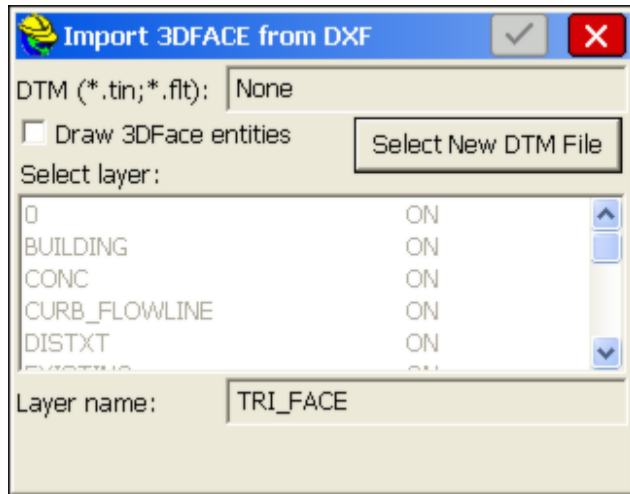 Import 3DFACE from DXF
DTM (*.tin;*.flt): None
Draw 3DFace entities
Select New DTM File
Select layer:
0 ON
BUILDING ON
CONC ON
CURB_FLOWLINE ON
DISTXT ON
Layer name: TRI_FACE